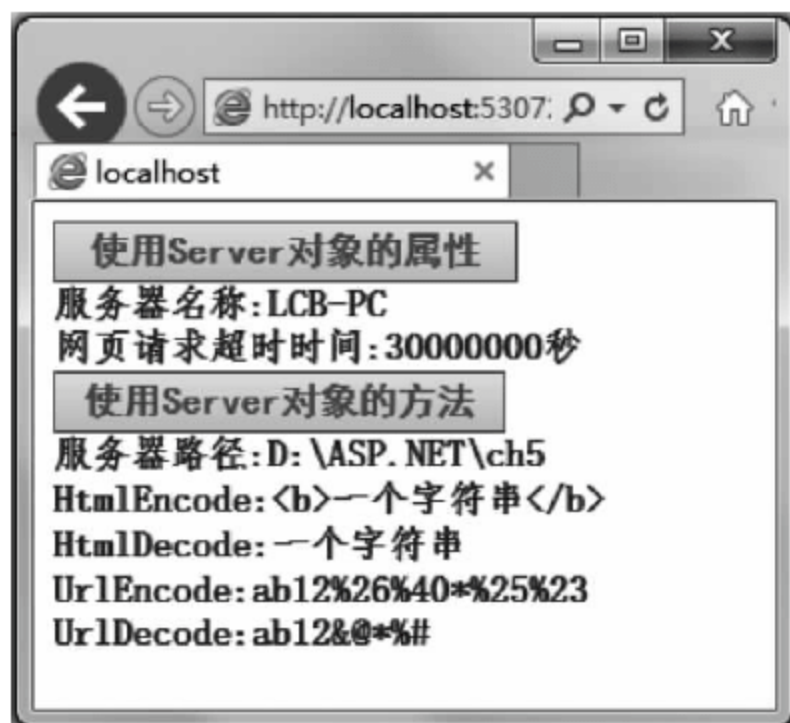 http://localhost:5307
localhost
使用Server对象的属性
服务器名称:LCB-PC
网页请求超时时间:30000000秒
使用Server对象的方法
服务器路径:D:\ASP.NET\ch5
HtmlEncode:<b>一个字符串</b>
HtmlDecode:一个字符串
UrlEncode:ab12%26%40*%25%23
UrlDecode:ab12&@*%#